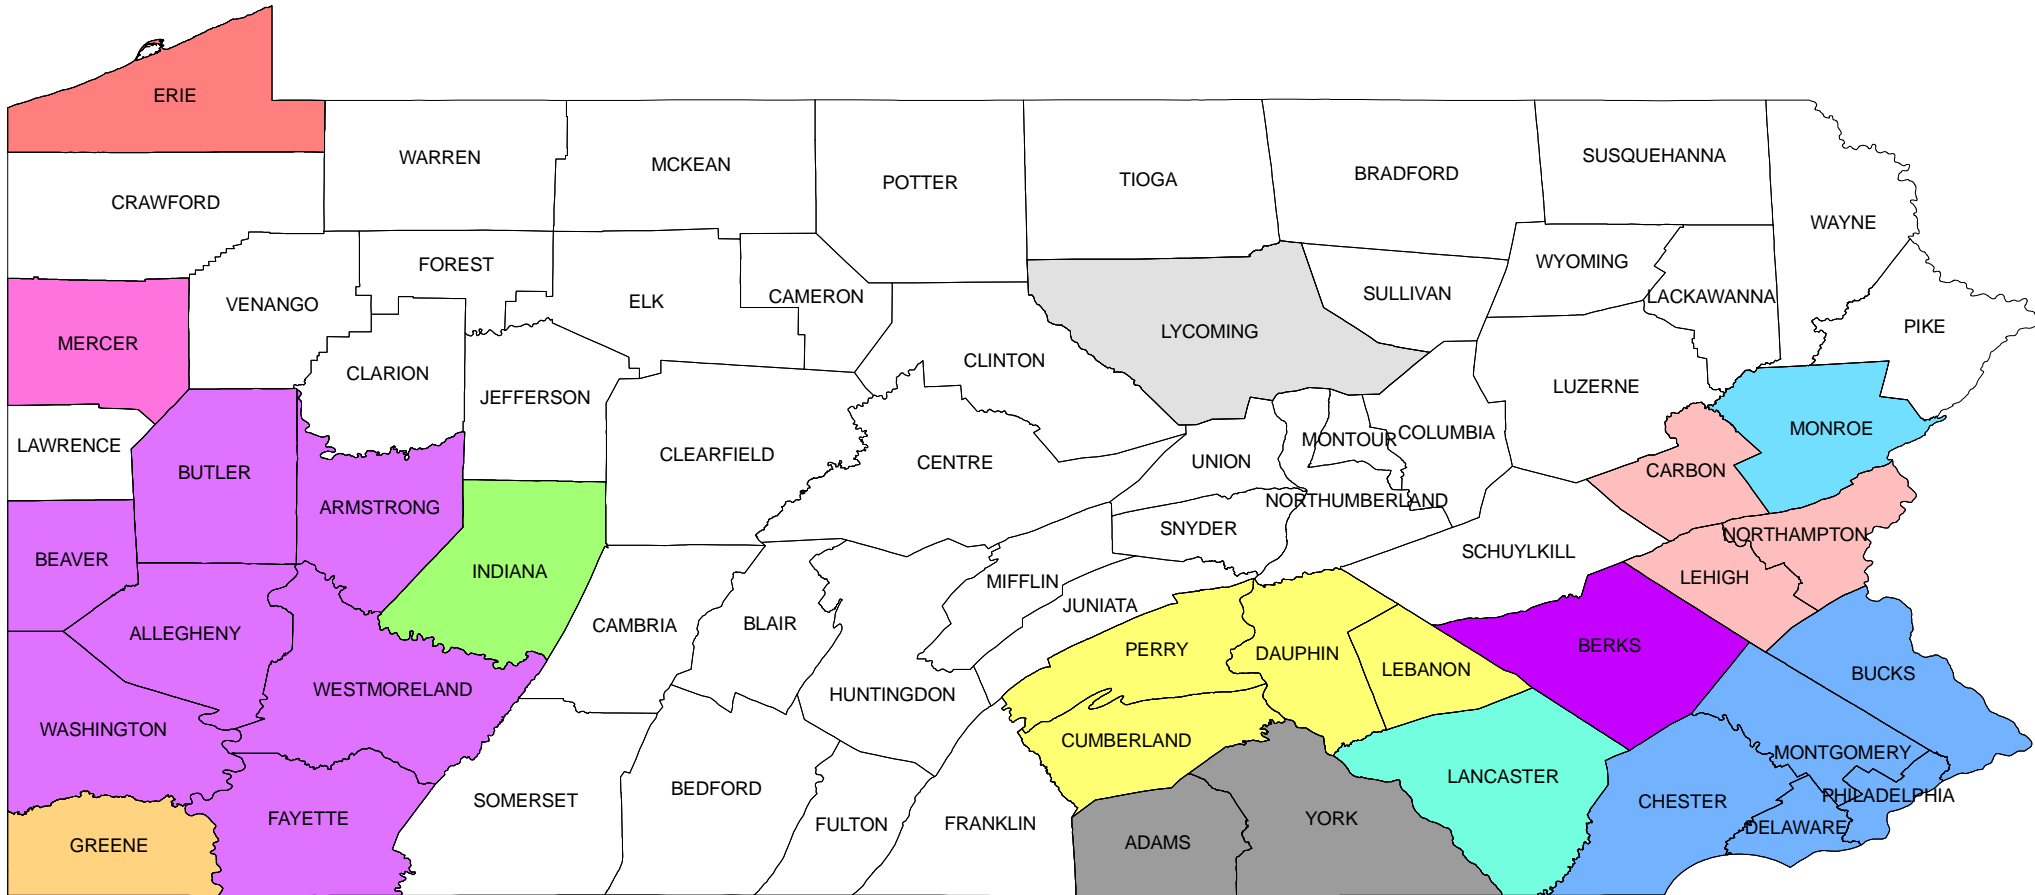 ERIE
WARREN
MCKEAN
POTTER
TIOGA
BRADFORD
SUSQUEHANNA
CRAWFORD
WAYNE
FOREST
WYOMING
VENANGO
ELK
CAMERON
SULLIVAN
LACKAWANNA
MERCER
LYCOMING
PIKE
CLARION
CLINTON
JEFFERSON
LUZERNE
LAWRENCE
MONTOUR
COLUMBIA
MONROE
BUTLER
CLEARFIELD
CENTRE
UNION
CARBON
ARMSTRONG
NORTHUMBERLAND
SNYDER
NORTHAMPTON
BEAVER
INDIANA
MIFFLIN
SCHUYLKILL
LEHIGH
ALLEGHENY
CAMBRIA
BLAIR
JUNIATA
PERRY
DAUPHIN
LEBANON
BERKS
BUCKS
WESTMORELAND
HUNTINGDON
WASHINGTON
CUMBERLAND
MONTGOMERY
SOMERSET
BEDFORD
LANCASTER
CHESTER
PHILADELPHIA
FAYETTE
FULTON
FRANKLIN
YORK
DELAWARE
GREENE
ADAMS